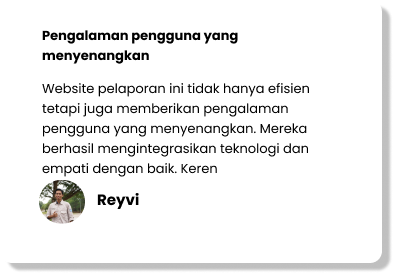 Pengalaman pengguna yang
menyenangkan
Website pelaporan ini tidak hanya efisien
tetapi juga memberikan pengalaman
pengguna yang menyenangkan. Mereka
berhasil mengintegrasikan teknologi dan
empati dengan baik. Keren
Reyvi